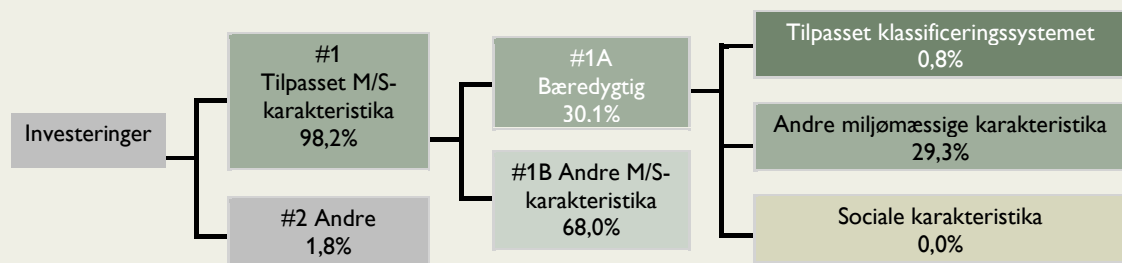 Investeringer
#1
Tilpasset M/S-
karakteristika
98,2%
#2 Andre
1,8%
#1A
Bæredygtig
30.1%
#1B Andre M/S-
karakteristika
68,0%
Tilpasset klassificeringssystemet
0,8%
Andre miljømæssige karakteristika
29,3%
Sociale karakteristika
0,0%